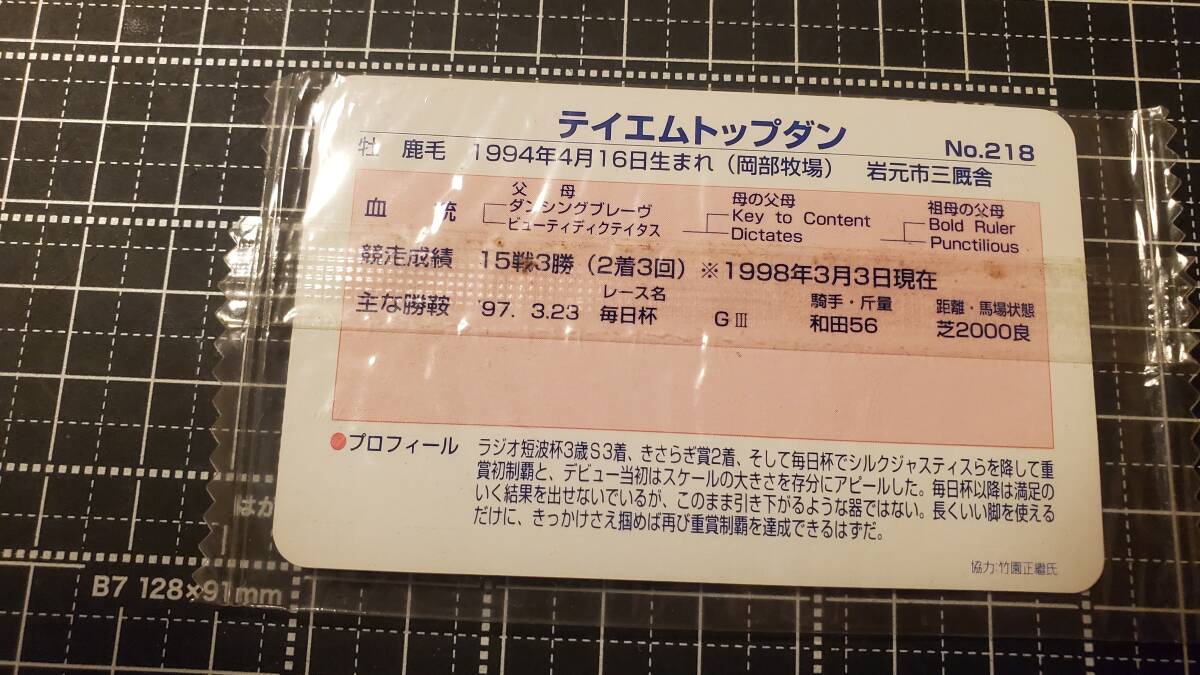 テイエムトップダン No.218
牡 鹿毛 1994年4月16日生まれ（岡部牧場） 岩元市三厩舎
血統
父 母
ダンシングブレーヴ
ビューティディクテイタス
母の父母
Key to Content
Dictates
祖母の父母
Bold Ruler
Punctilious
競走成績 15戦3勝（2着3回）※1998年3月3日現在
レース名 騎手・斤量 距離・馬場状態
主な勝鞍 '97. 3.23 毎日杯 GⅢ 和田56 芝2000良
●プロフィール
ラジオ短波杯3歳S3着、きさらぎ賞2着、そして毎日杯でシルクジャスティスらを降して重
賞初制覇と、デビュー当初はスケールの大きさを存分にアピールした。毎日杯以降は満足の
いく結果を出せないでいるが、このまま引き下がるような器ではない。長くいい脚を使える
だけに、きっかけさえ掴めば再び重賞制覇を達成できるはずだ。
協力:竹園正繼氏
はが
B7 128×91mm